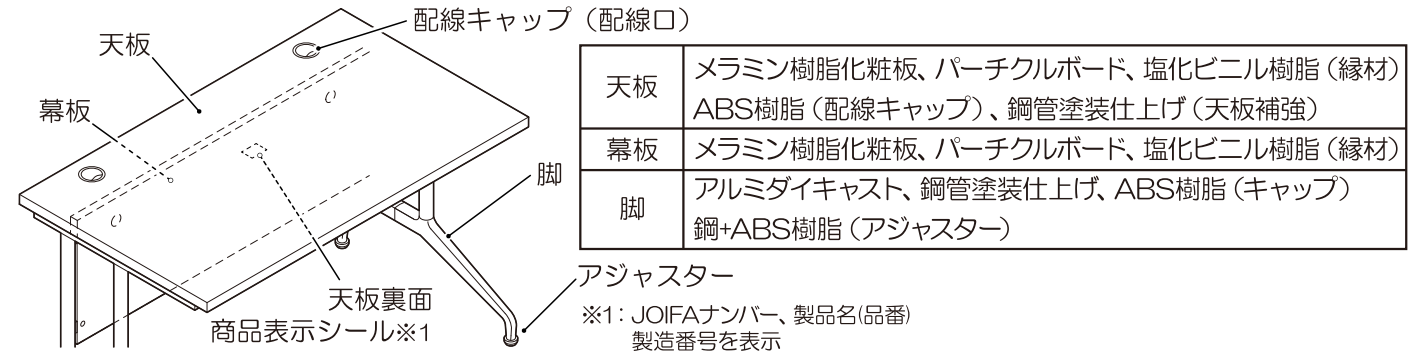 配線キャップ（配線口）
天板
幕板
脚
アジャスター
天板裏面
商品表示シール※1
天板
メラミン樹脂化粧板、パーチクルボード、塩化ビニル樹脂（縁材）
ABS樹脂（配線キャップ）、鋼管塗装仕上げ（天板補強）
幕板
メラミン樹脂化粧板、パーチクルボード、塩化ビニル樹脂（縁材）
脚
アルミダイキャスト、鋼管塗装仕上げ、ABS樹脂（キャップ）
鋼+ABS樹脂（アジャスター）
※1：JOIFAナンバー、製品名(品番)
製造番号を表示